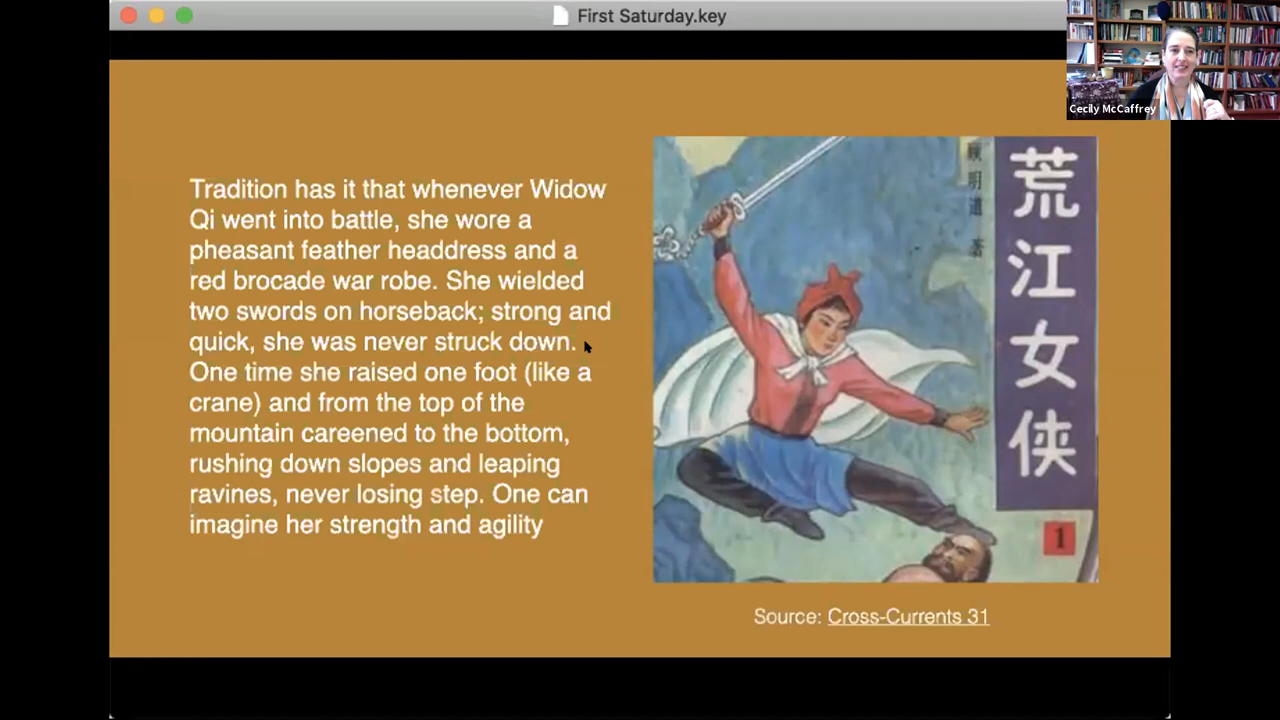 First Saturday.key
Cecily McCaffrey
Tradition has it that whenever Widow
Qi went into battle, she wore a
pheasant feather headdress and a
red brocade war robe. She wielded
two swords on horseback; strong and
quick, she was never struck down.
One time she raised one foot (like a
crane) and from the top of the
mountain careened to the bottom,
rushing down slopes and leaping
ravines, never losing step. One can
imagine her strength and agility
顾明道 著
荒江女侠
1
Source: Cross-Currents 31